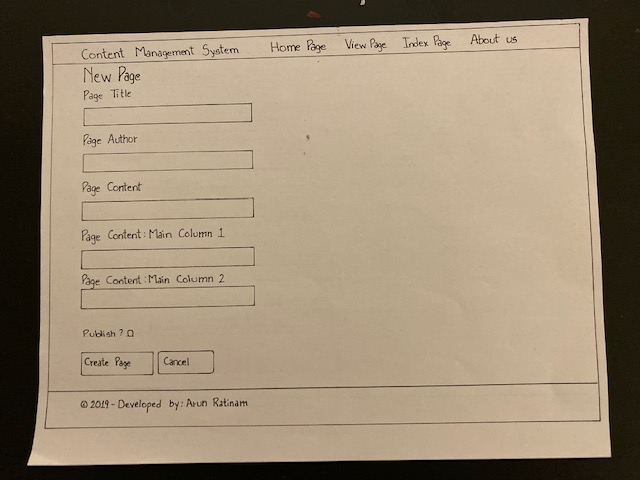 Content Management System Home Page View Page Index Page About us
New Page
Page Title
Page Author
Page Content
Page Content: Main Column 1
Page Content: Main Column 2
Publish?
Create Page Cancel
© 2019 - Developed by: Arun Ratinam